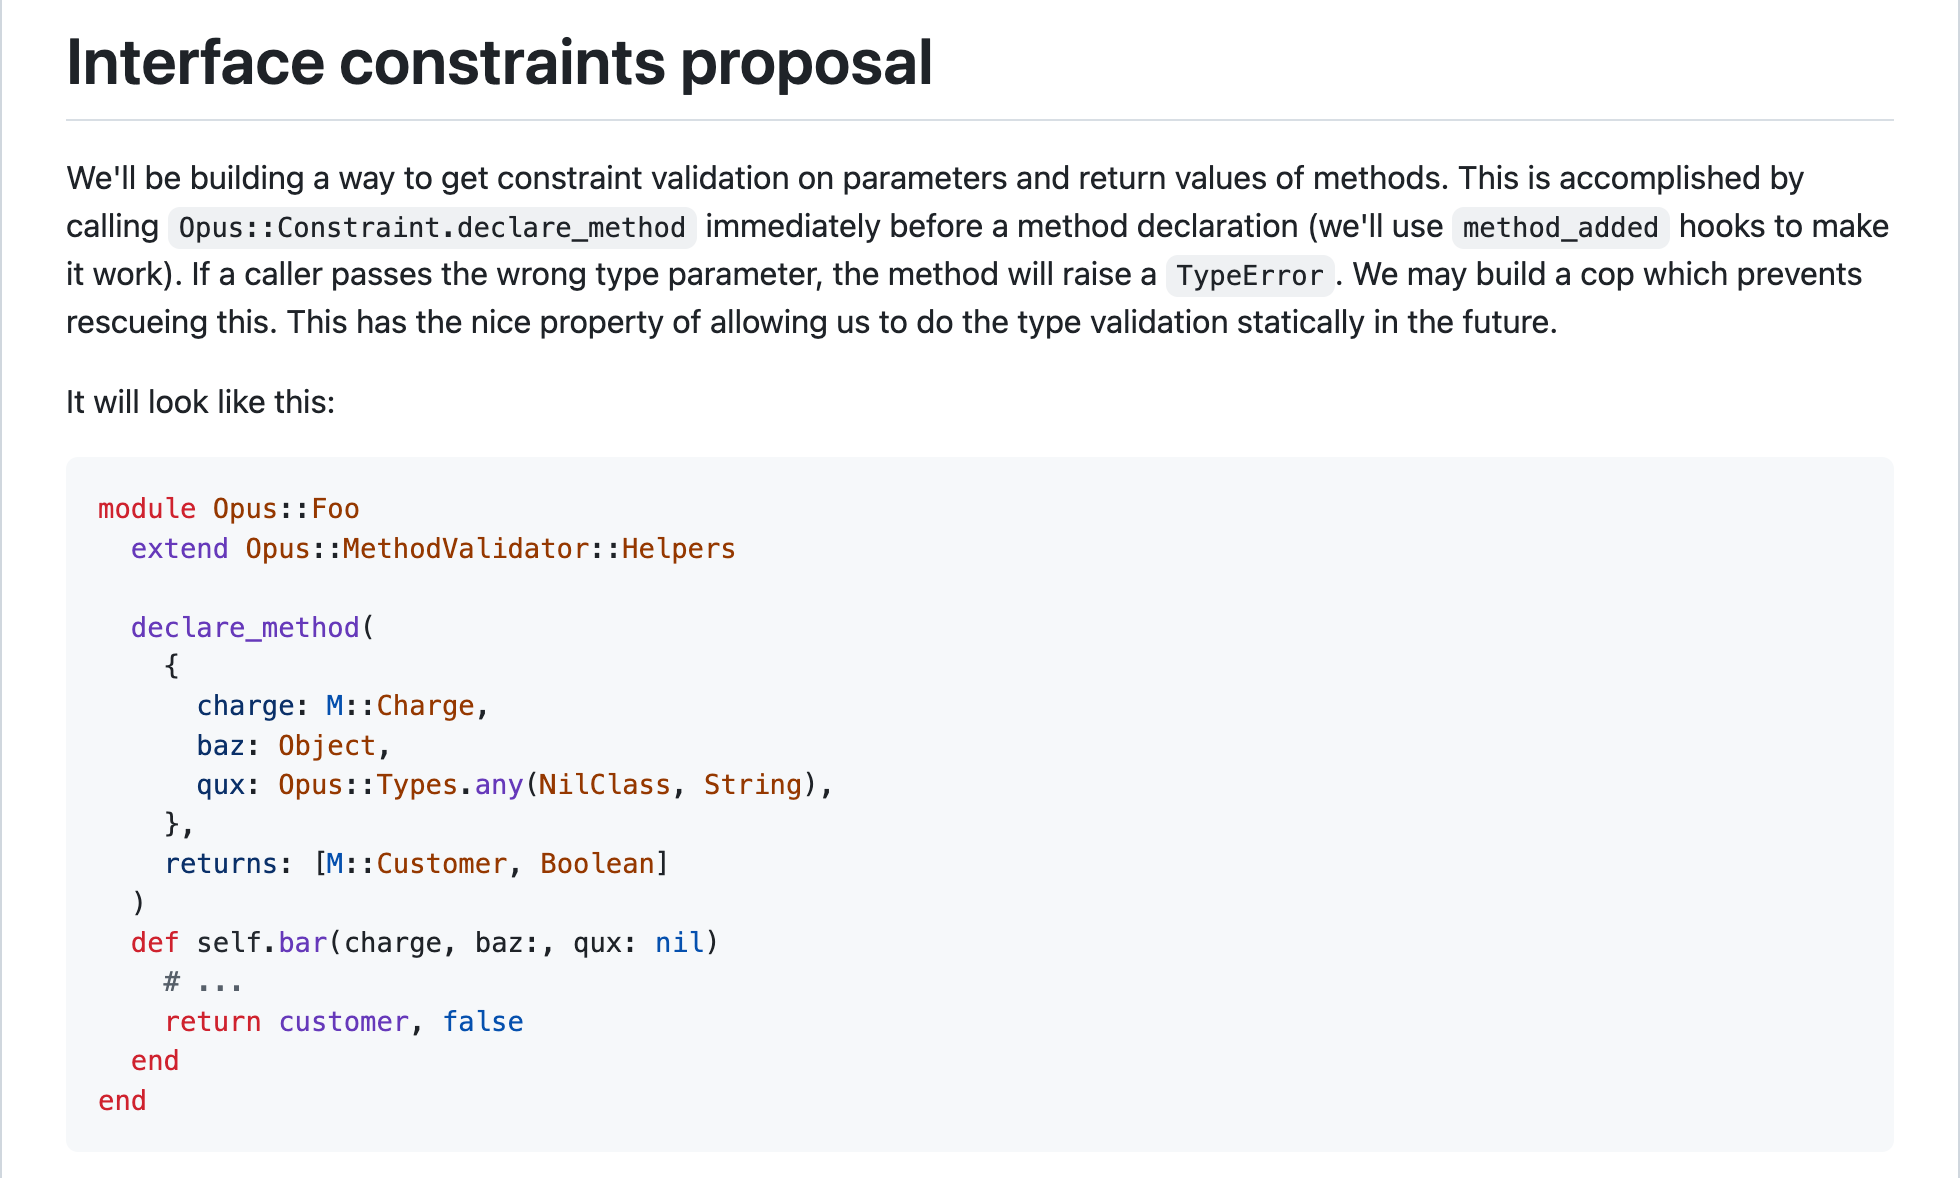 Interface constraints proposal
We'll be building a way to get constraint validation on parameters and return values of methods. This is accomplished by
calling Opus::Constraint.declare_method immediately before a method declaration (we'll use method_added hooks to make
it work). If a caller passes the wrong type parameter, the method will raise a TypeError. We may build a cop which prevents
rescueing this. This has the nice property of allowing us to do the type validation statically in the future.
It will look like this:
module Opus::Foo
  extend Opus::MethodValidator::Helpers

  declare_method(
    {
      charge: M::Charge,
      baz: Object,
      qux: Opus::Types.any(NilClass, String),
    },
    returns: [M::Customer, Boolean]
  )
  def self.bar(charge, baz:, qux: nil)
    # ...
    return customer, false
  end
end